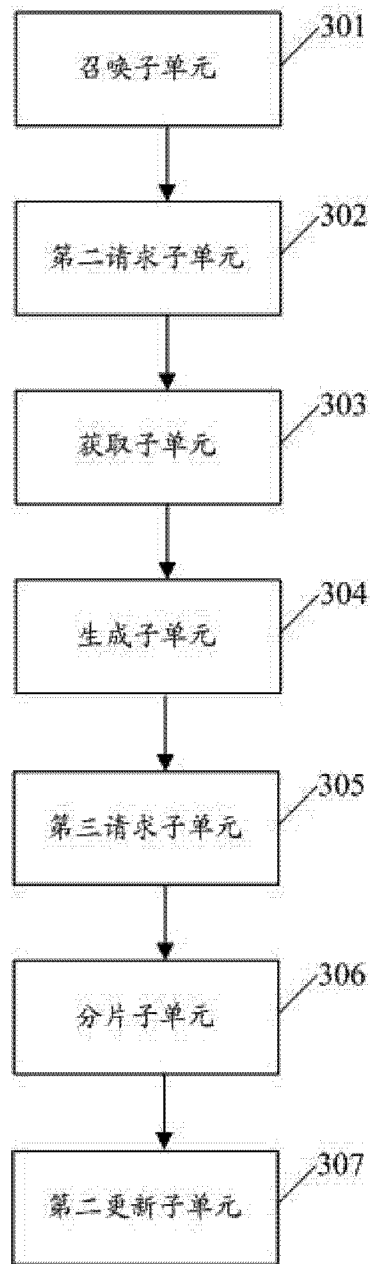 召唤子单元
301
第二请求子单元
302
获取子单元
303
生成子单元
304
第三请求子单元
305
分片子单元
306
第二更新子单元
307